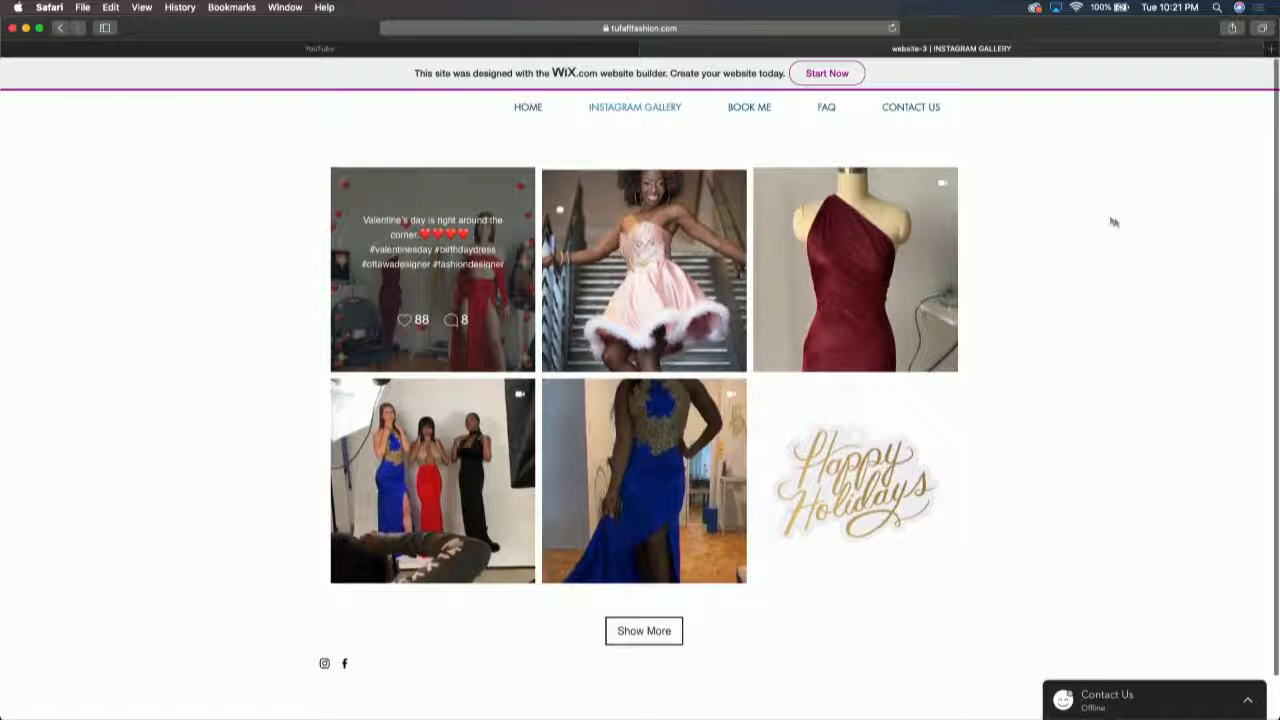 Safari File Edit View History Bookmarks Window Help
100% Tue 10:21 PM
tufafifashion.com
YouTube
website-3 | INSTAGRAM GALLERY
This site was designed with the WiX.com website builder. Create your website today. Start Now
HOME INSTAGRAM GALLERY BOOK ME FAQ CONTACT US
Valentine's day is right around the
corner.❤️❤️❤️❤️
#valentinesday #birthdaydress
#ottawadesigner #fashiondesigner
88 8
Happy
Holidays
Show More
Contact Us
Offline